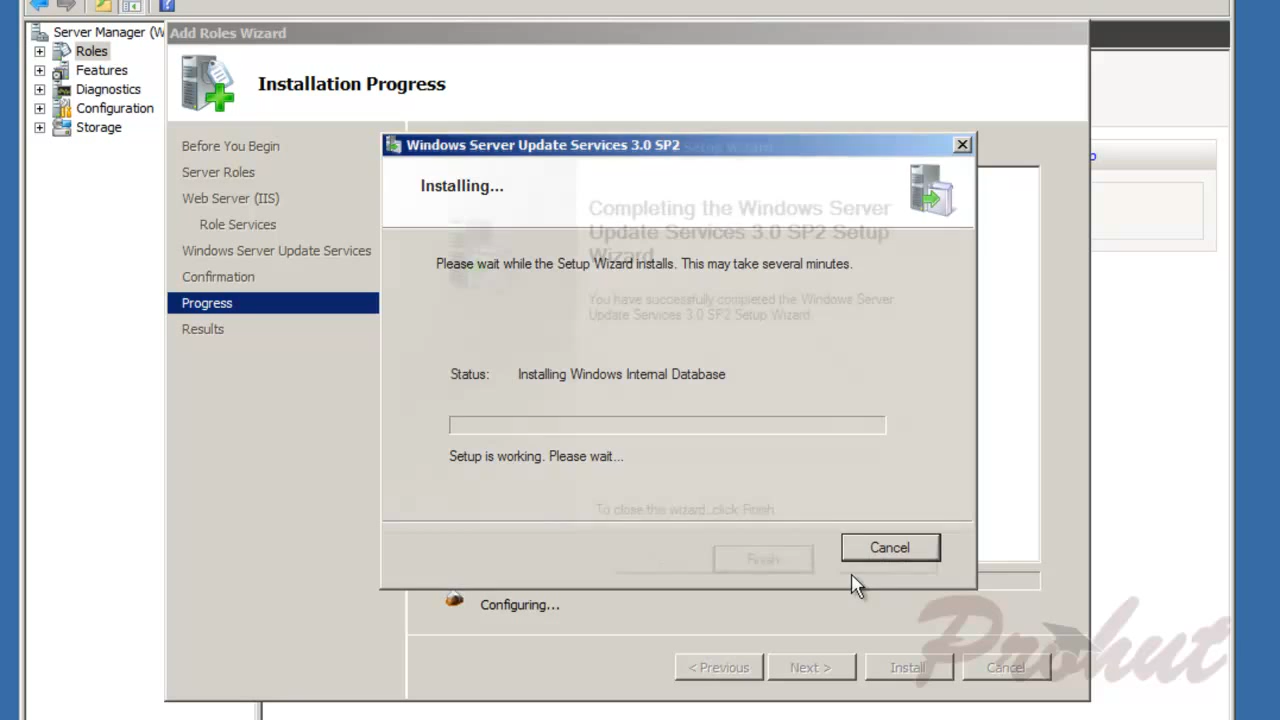 Server Manager (W
Roles
Features
Diagnostics
Configuration
Storage
Add Roles Wizard
Installation Progress
Before You Begin
Server Roles
Web Server (IIS)
Role Services
Windows Server Update Services
Confirmation
Progress
Results
Windows Server Update Services 3.0 SP2
Installing...
Completing the Windows Server
Update Services 3.0 SP2 Setup
Wizard
Please wait while the Setup Wizard installs. This may take several minutes.
You have successfully completed the Windows Server
Update Services 3.0 SP2 Setup Wizard.
Status: Installing Windows Internal Database
Setup is working. Please wait...
To close this wizard, click Finish
Cancel
Finish
Configuring...
< Previous
Next >
Install
Cancel
Prohut